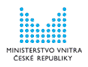 MINISTERSTVO VNITRA
ČESKÉ REPUBLIKY